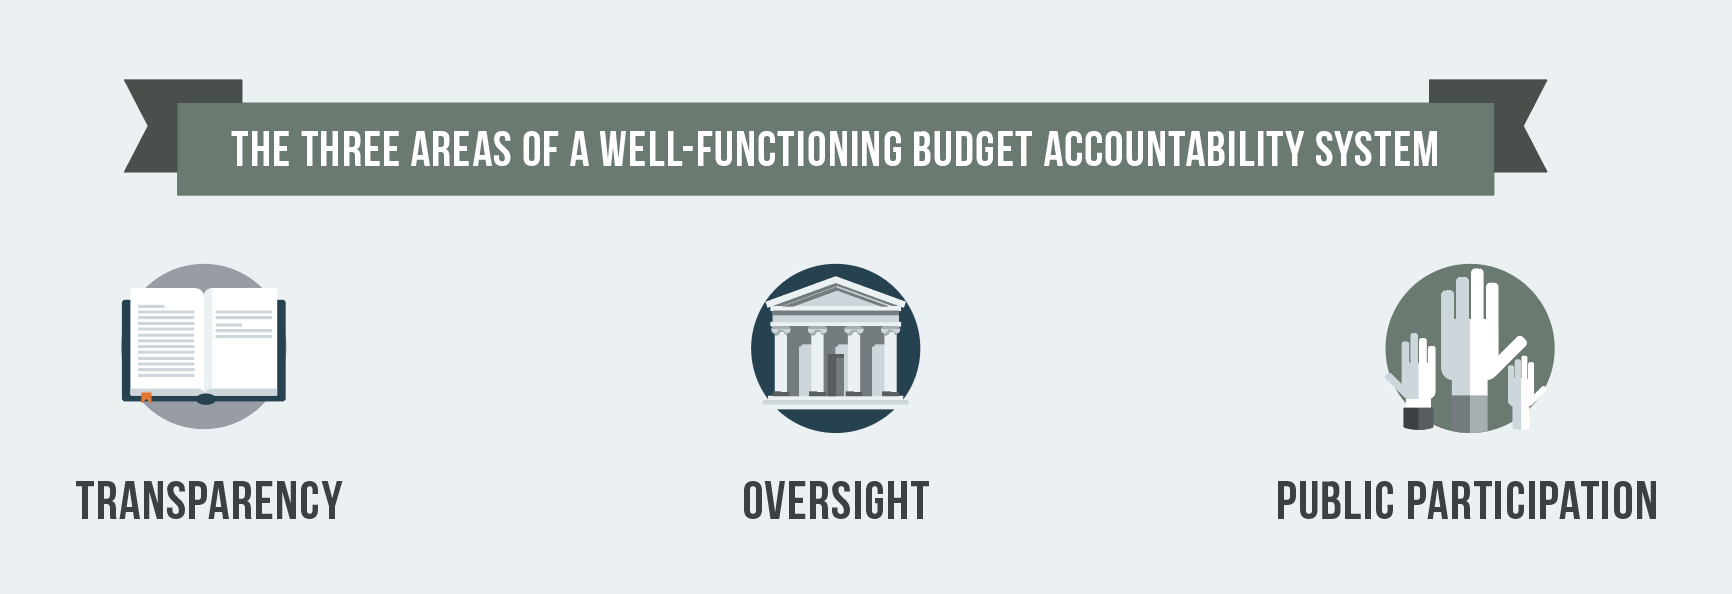 THE THREE AREAS OF A WELL-FUNCTIONING BUDGET ACCOUNTABILITY SYSTEM
TRANSPARENCY
OVERSIGHT
PUBLIC PARTICIPATION